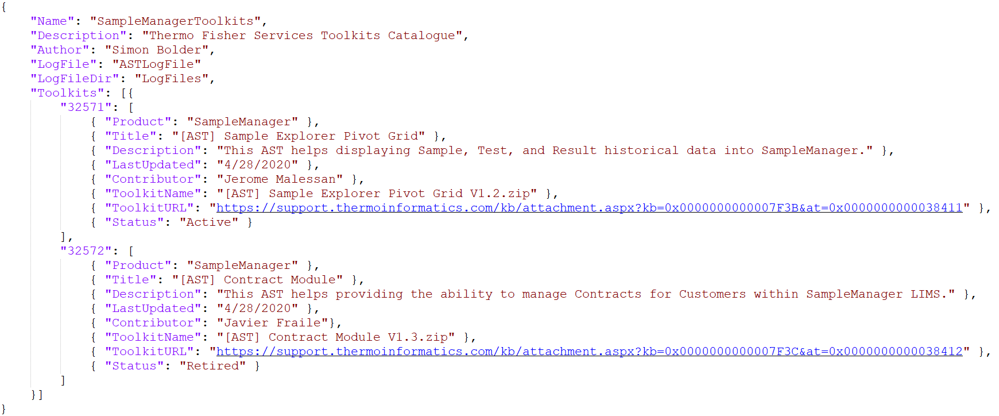 {
    "Name": "SampleManagerToolkits",
    "Description": "Thermo Fisher Services Toolkits Catalogue",
    "Author": "Simon Bolder",
    "LogFile": "ASTLogFile"
    "LogFileDir": "LogFiles",
    "Toolkits": [{
        "32571": [
            { "Product": "SampleManager" },
            { "Title": "[AST] Sample Explorer Pivot Grid" },
            { "Description": "This AST helps displaying Sample, Test, and Result historical data into SampleManager." },
            { "LastUpdated": "4/28/2020" },
            { "Contributor": "Jerome Malessan" },
            { "ToolkitName": "[AST] Sample Explorer Pivot Grid V1.2.zip" },
            { "ToolkitURL": "https://support.thermoinformatics.com/kb/attachment.aspx?kb=0x0000000000007F3B&at=0x0000000000038411" },
            { "Status": "Active" }
        ],
        "32572": [
            { "Product": "SampleManager" },
            { "Title": "[AST] Contract Module" },
            { "Description": "This AST helps providing the ability to manage Contracts for Customers within SampleManager LIMS." },
            { "LastUpdated": "4/28/2020" },
            { "Contributor": "Javier Fraile"},
            { "ToolkitName": "[AST] Contract Module V1.3.zip" },
            { "ToolkitURL": "https://support.thermoinformatics.com/kb/attachment.aspx?kb=0x0000000000007F3C&at=0x0000000000038412" },
            { "Status": "Retired" }
        ]
    }]
}